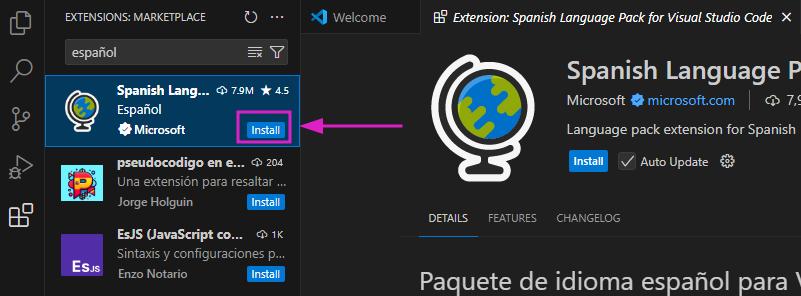 EXTENSIONS: MARKETPLACE
español
Spanish Lang... 7.9M 4.5
Español
Microsoft Install
pseudocodigo en e... 204
Una extensión para resaltar ...
Jorge Holguin Install
EsJS
EsJS (JavaScript co... 1K
Sintaxis y configuraciones p...
Enzo Notario Install
Welcome
Extension: Spanish Language Pack for Visual Studio Code
Spanish Language P
Microsoft microsoft.com | 7,9
Language pack extension for Spanish
Install Auto Update
DETAILS FEATURES CHANGELOG
Paquete de idioma español para V